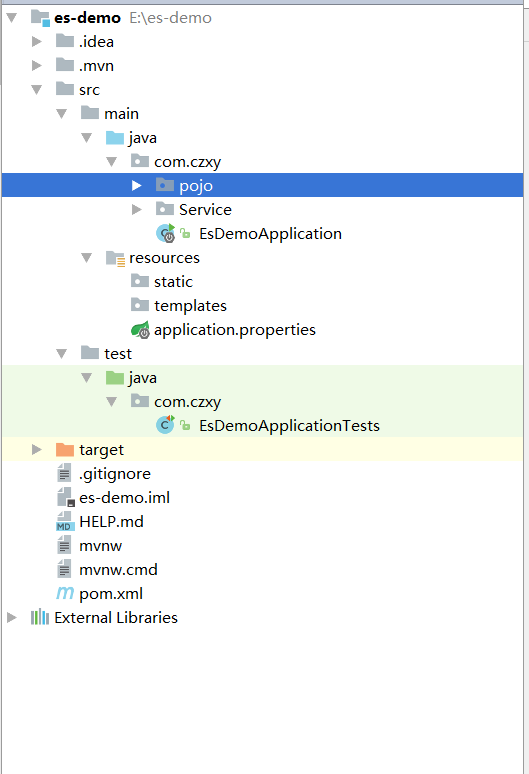 es-demo E:\es-demo
.idea
.mvn
src
main
java
com.czxy
pojo
Service
EsDemoApplication
resources
static
templates
application.properties
test
java
com.czxy
EsDemoApplicationTests
target
.gitignore
es-demo.iml
HELP.md
mvnw
mvnw.cmd
pom.xml
External Libraries